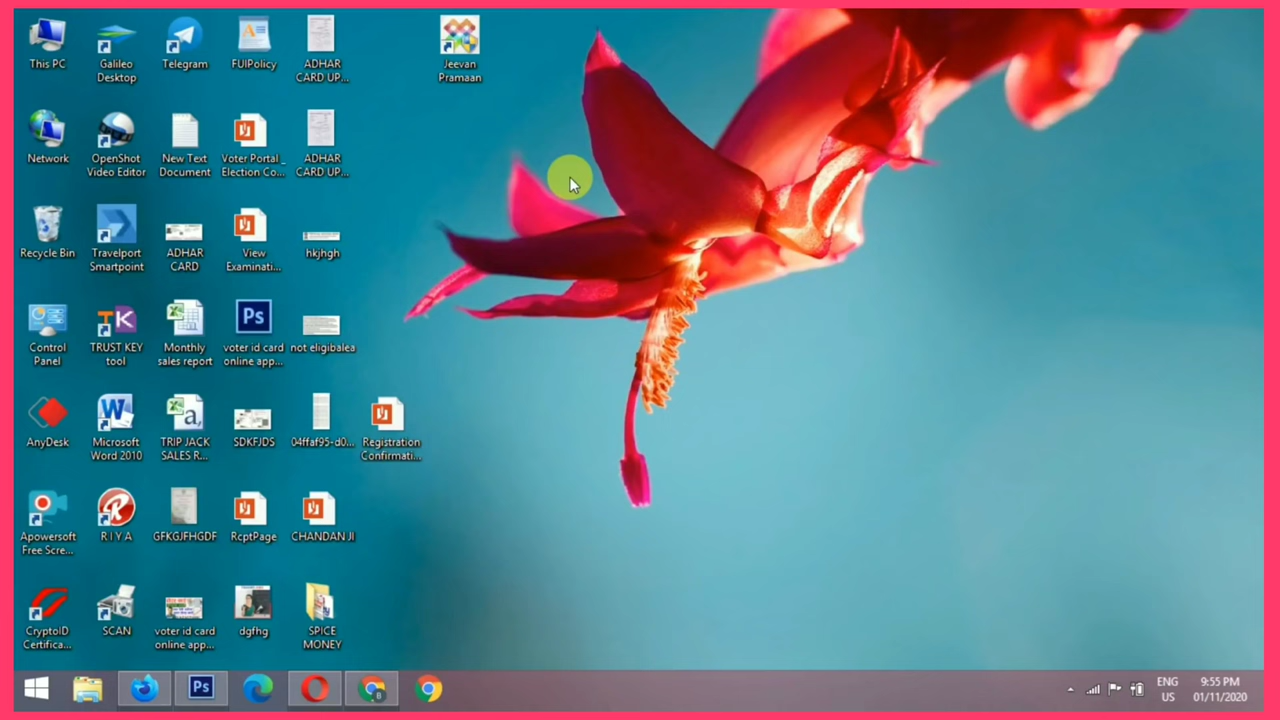 This PC
Galileo
Desktop
Telegram
FUIPolicy
ADHAR
CARD UP...
Jeevan
Pramaan
Network
OpenShot
Video Editor
New Text
Document
Voter Portal _
Election Co...
ADHAR
CARD UP...
Recycle Bin
Travelport
Smartpoint
ADHAR
CARD
View
Examinati...
hkjhgh
Control
Panel
TRUST KEY
tool
Monthly
sales report
Ps
voter id card
online app...
not eligibalea
AnyDesk
Microsoft
Word 2010
TRIP JACK
SALES R...
SDKFJDS
04ffaf95-d0...
Registration
Confirmati...
Apowersoft
Free Scre...
R I Y A
GFKGJFHGDF
RcptPage
CHANDAN JI
CryptoID
Certifica...
SCAN
voter id card
online app...
dgfhg
SPICE
MONEY
Ps
ENG
US
9:55 PM
01/11/2020